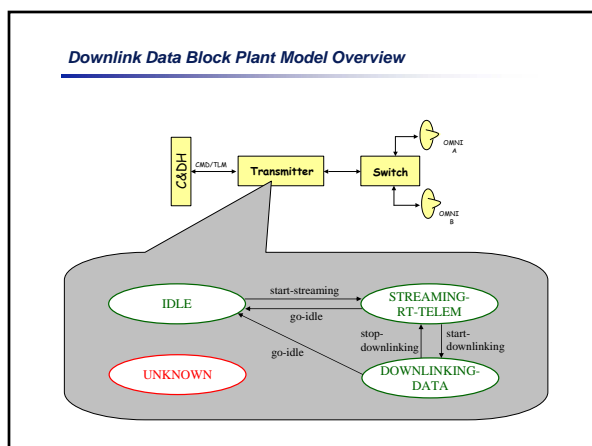 Downlink Data Block Plant Model Overview
C&DH
CMD/TLM
Transmitter
Switch
OMNI
A
OMNI
B
IDLE
start-streaming
go-idle
STREAMING-
RT-TELEM
stop-
downlinking
start-
downlinking
go-idle
UNKNOWN
DOWNLINKING-
DATA